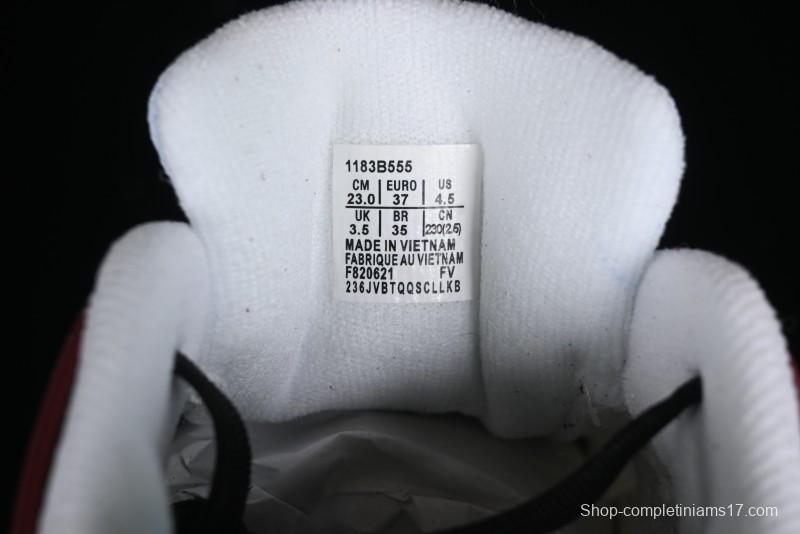 1183B555
CM EURO US
23.0 37 4.5
UK BR CN
3.5 35 230(2.5)
MADE IN VIETNAM
FABRIQUE AU VIETNAM
F820621 FV
236JVBTQQSCLLKB
Shop-completiniams17.com